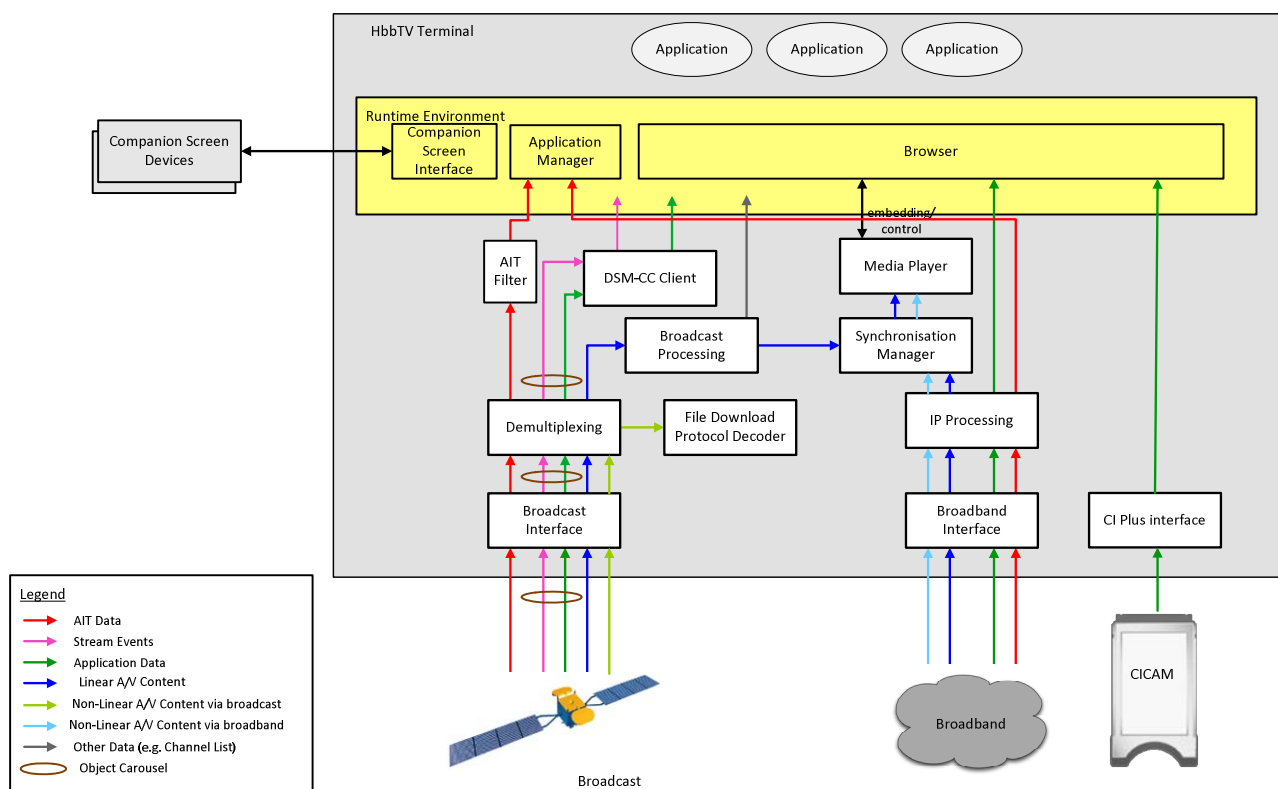 HbbTV Terminal
Application
Application
Application
Runtime Environment
Companion Screen
Devices
Companion
Screen
Interface
Application
Manager
Browser
embedding/
control
AIT
Filter
DSM-CC Client
Media Player
Broadcast
Processing
Synchronisation
Manager
Demultiplexing
File Download
Protocol Decoder
IP Processing
Broadcast
Interface
Broadband
Interface
CI Plus interface
Legend
AIT Data
Stream Events
Application Data
Linear A/V Content
Non-Linear A/V Content via broadcast
Non-Linear A/V Content via broadband
Other Data (e.g. Channel List)
Object Carousel
Broadcast
Broadband
CICAM